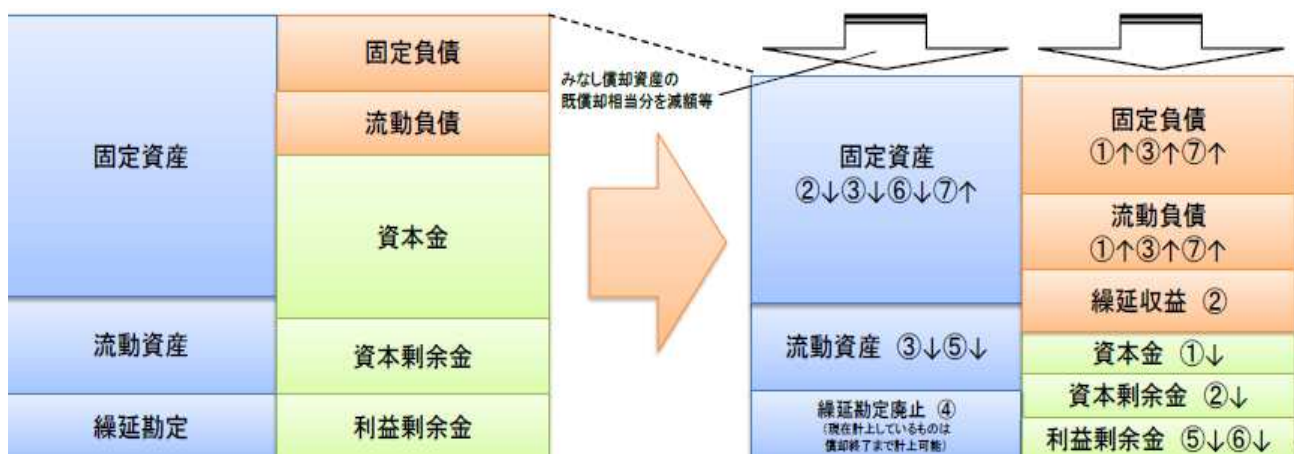 固定資産
流動資産
繰延勘定
固定負債
流動負債
資本金
資本剰余金
利益剰余金
みなし償却資産の
既償却相当分を減額等
固定資産
②↓③↓⑥↓⑦↑
流動資産 ③↓⑤↓
繰延勘定廃止 ④
(現在計上しているものは
償却終了まで計上可能)
固定負債
①↑③↑⑦↑
流動負債
①↑③↑⑦↑
繰延収益 ②
資本金 ①↓
資本剰余金 ②↓
利益剰余金 ⑤↓⑥↓